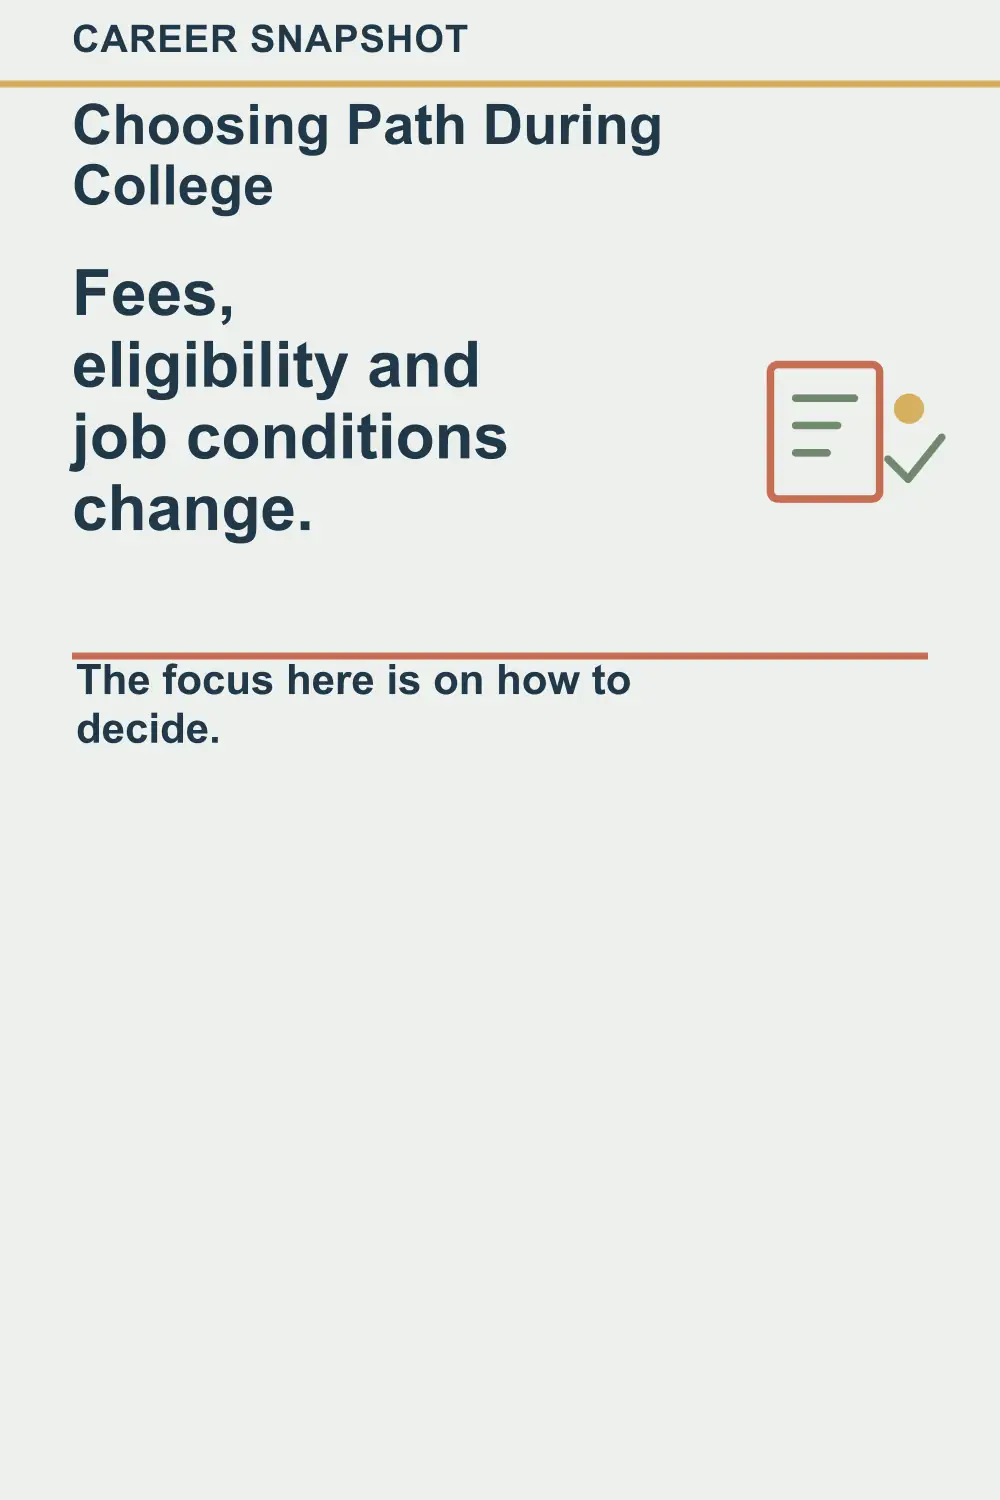 CAREER SNAPSHOT
Choosing Path During
College
Fees,
eligibility and
job conditions
change.
The focus here is on how to
decide.